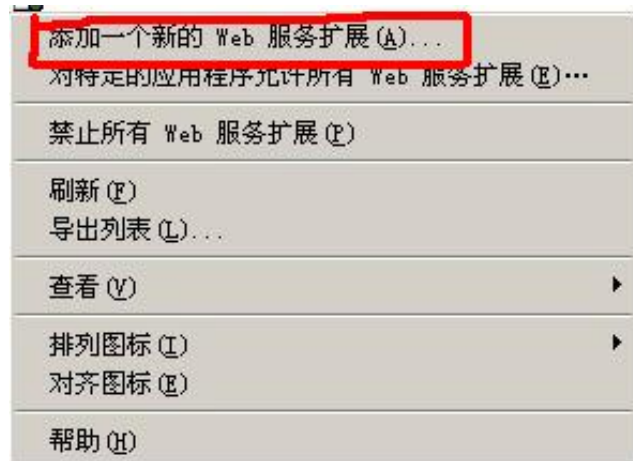 添加一个新的 Web 服务扩展(A)...
对特定的应用程序允许所有 Web 服务扩展(E)…
禁止所有 Web 服务扩展(P)
刷新(F)
导出列表(L)...
查看(V)
排列图标(I)
对齐图标(E)
帮助(H)